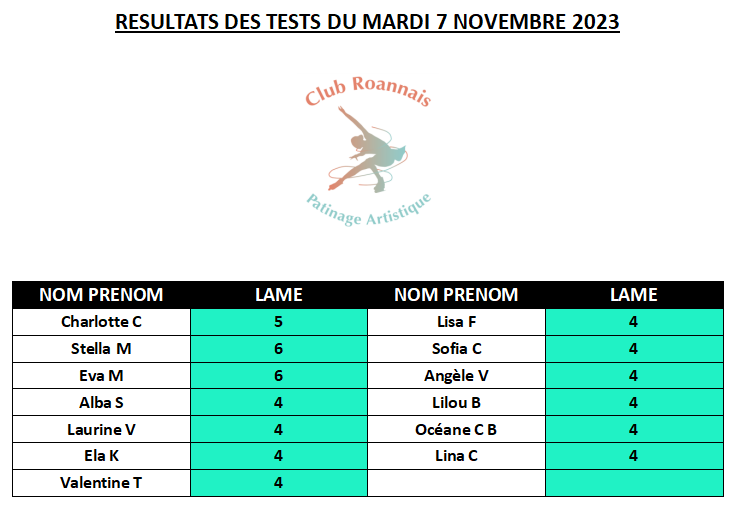 RESULTATS DES TESTS DU MARDI 7 NOVEMBRE 2023
Club Roannais
Patinage Artistique
NOM PRENOM LAME NOM PRENOM LAME
Charlotte C 5 Lisa F 4
Stella M 6 Sofia C 4
Eva M 6 Angèle V 4
Alba S 4 Lilou B 4
Laurine V 4 Océane C B 4
Ela K 4 Lina C 4
Valentine T 4